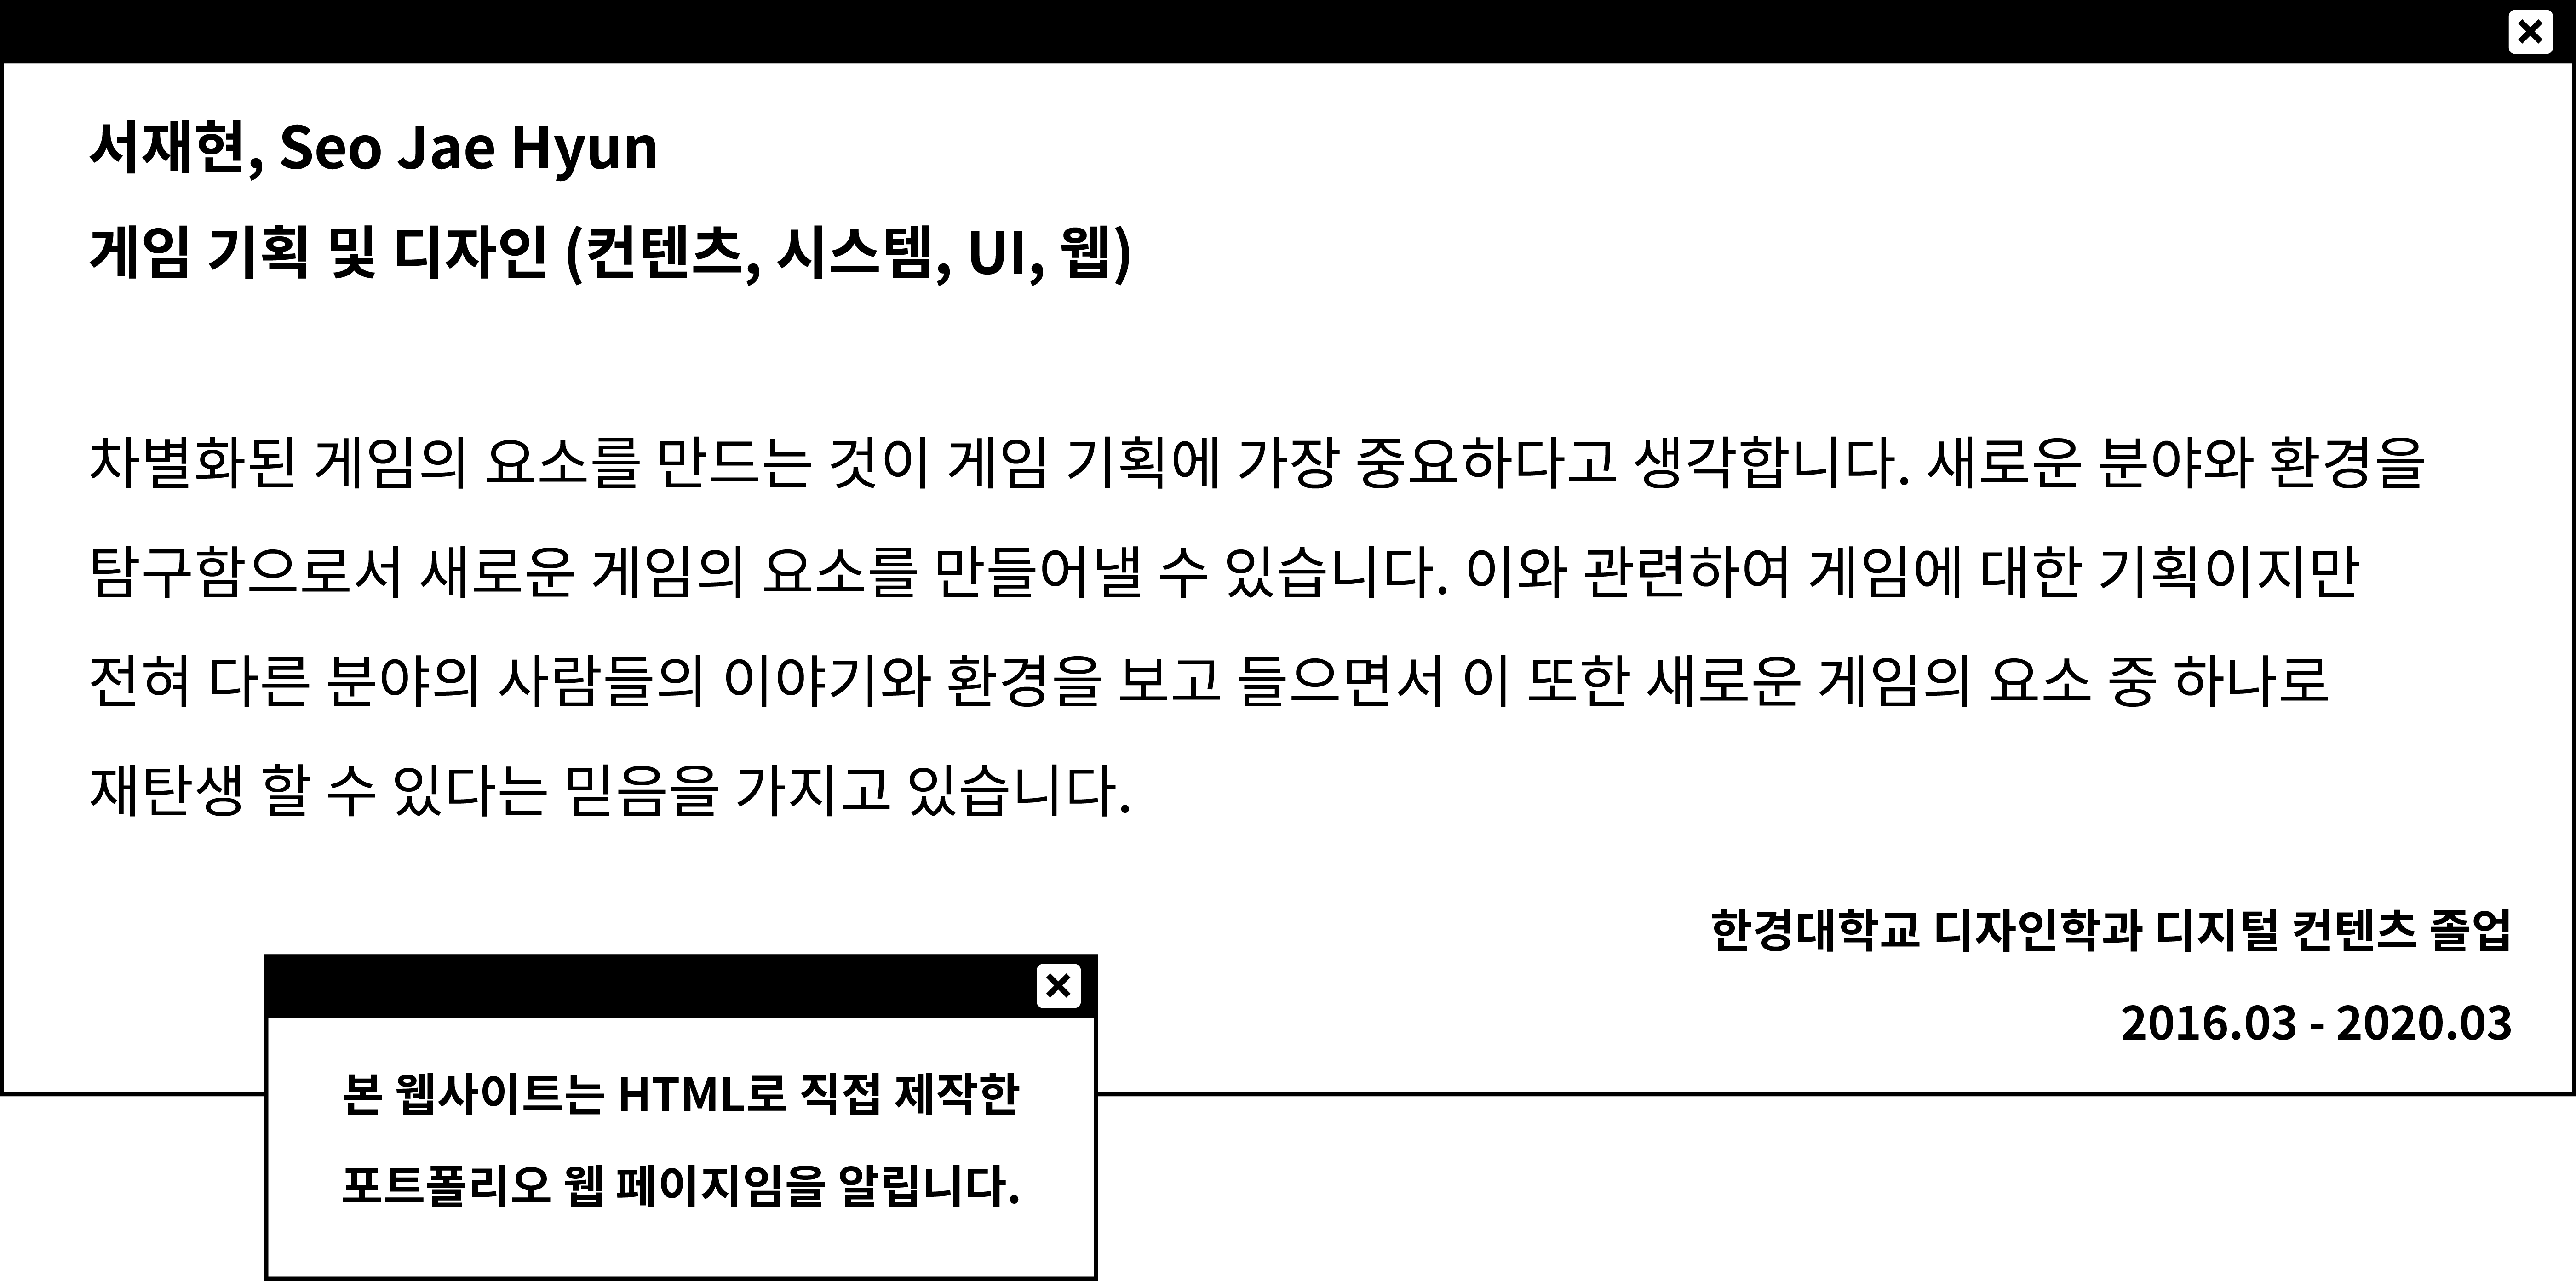 서재현, Seo Jae Hyun
게임 기획 및 디자인 (컨텐츠, 시스템, UI, 웹)
차별화된 게임의 요소를 만드는 것이 게임 기획에 가장 중요하다고 생각합니다. 새로운 분야와 환경을
탐구함으로서 새로운 게임의 요소를 만들어낼 수 있습니다. 이와 관련하여 게임에 대한 기획이지만
전혀 다른 분야의 사람들의 이야기와 환경을 보고 들으면서 이 또한 새로운 게임의 요소 중 하나로
재탄생 할 수 있다는 믿음을 가지고 있습니다.
한경대학교 디자인학과 디지털 컨텐츠 졸업
2016.03 - 2020.03
본 웹사이트는 HTML로 직접 제작한
포트폴리오 웹 페이지임을 알립니다.